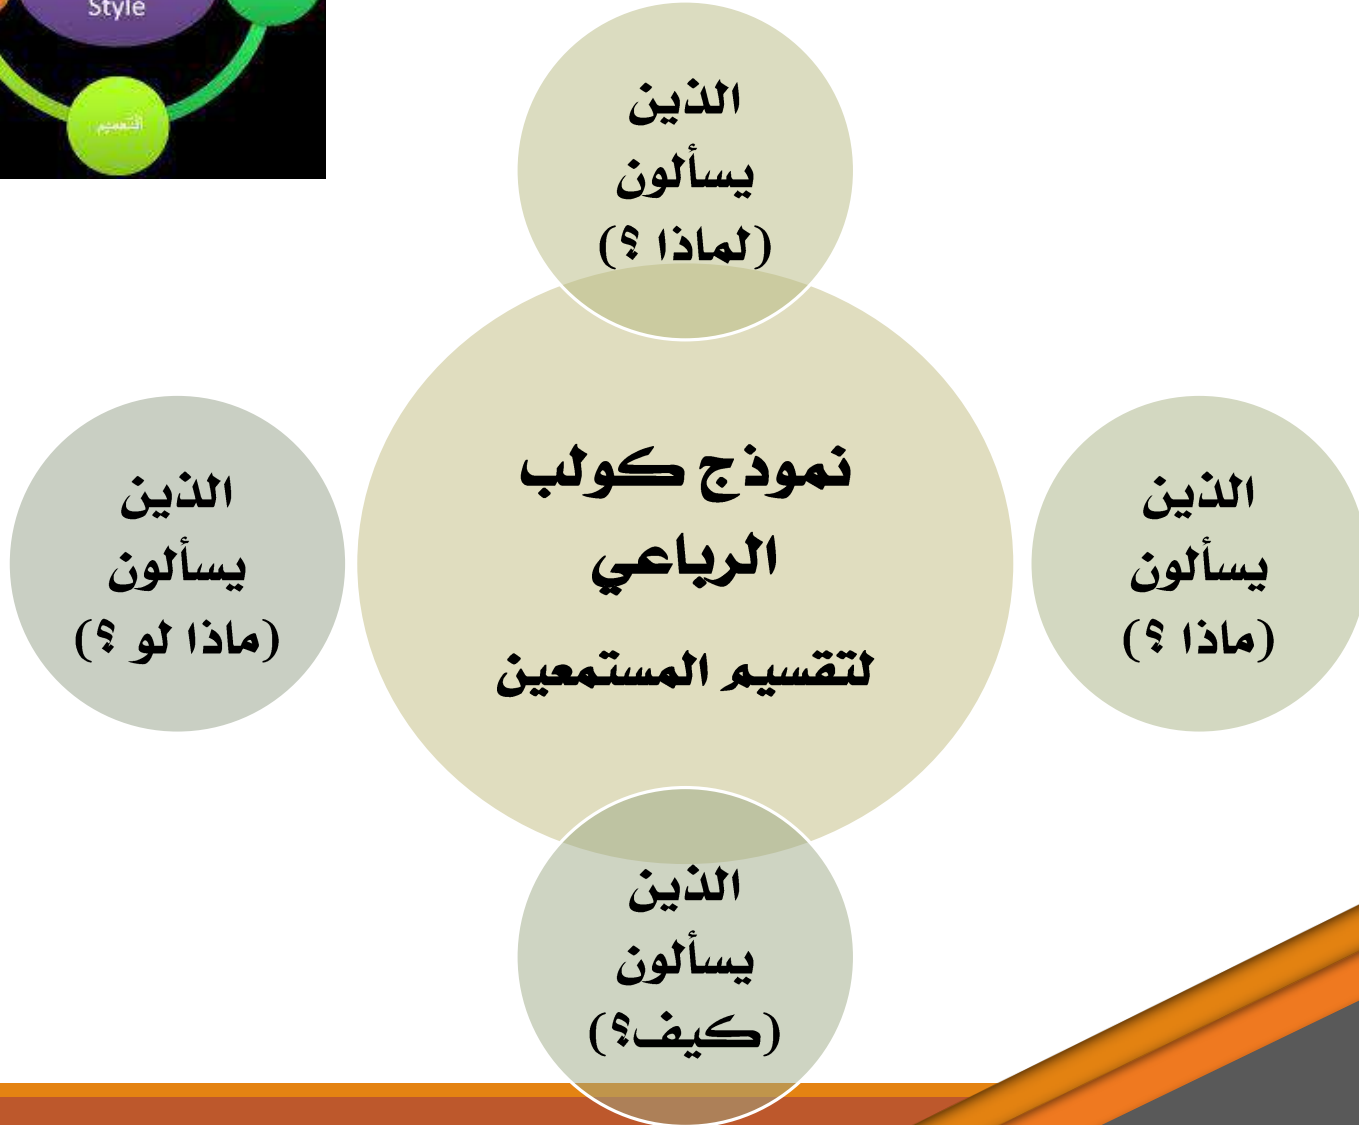 Style
التعميم
الذين
يسألون
(لماذا ؟)
نموذج كولب
الرباعي
لتقسيم المستمعين
الذين
يسألون
(ماذا ؟)
الذين
يسألون
(كيف؟)
الذين
يسألون
(ماذا لو ؟)